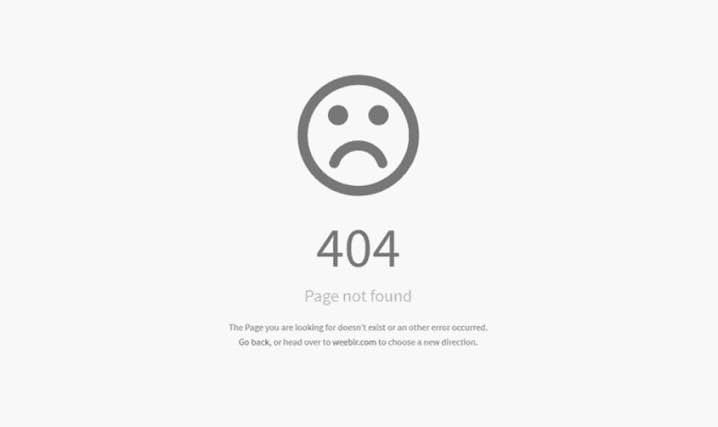 404
Page not found
The Page you are looking for doesn't exist or an other error occurred.
Go back, or head over to weeblr.com to choose a new direction.